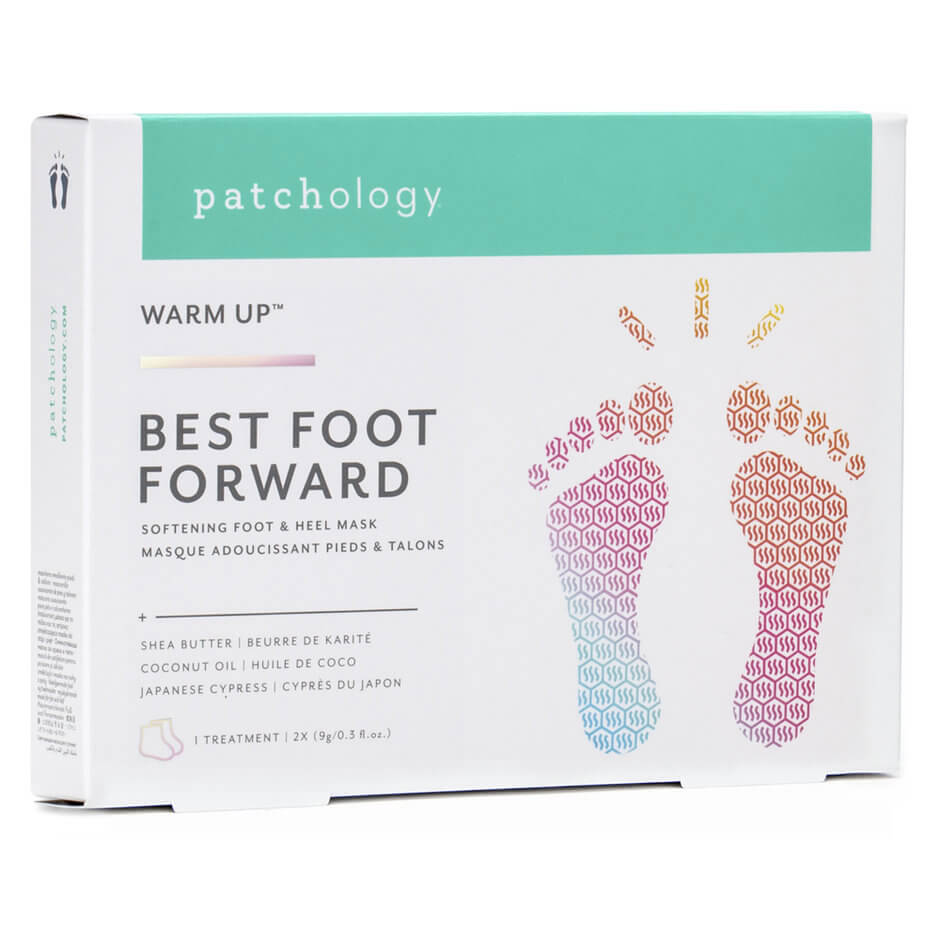 patchology
WARM UP™
BEST FOOT
FORWARD
SOFTENING FOOT & HEEL MASK
MASQUE ADOUCISSANT PIEDS & TALONS
+
SHEA BUTTER | BEURRE DE KARITÉ
COCONUT OIL | HUILE DE COCO
JAPANESE CYPRESS | CYPRÉS DU JAPON
1 TREATMENT | 2X (9g/0.3 fl.oz.)
patchology
PATCHOLOGY.COM